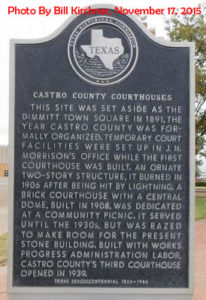 Photo By Bill Kirchner, November 17, 2015
TEXAS
CASTRO COUNTY COURTHOUSES
THIS SITE WAS SET ASIDE AS THE
DIMMITT TOWN SQUARE IN 1891, THE
YEAR CASTRO COUNTY WAS FOR-
MALLY ORGANIZED. TEMPORARY COURT
FACILITIES WERE SET UP IN J.N.
MORRISON'S OFFICE WHILE THE FIRST
COURTHOUSE WAS BUILT. AN ORNATE
TWO-STORY STRUCTURE, IT BURNED IN
1906 AFTER BEING HIT BY LIGHTNING. A
BRICK COURTHOUSE WITH A CENTRAL
DOME, BUILT IN 1908, WAS DEDICATED
AT A COMMUNITY PICNIC. IT SERVED
UNTIL THE 1930s, BUT WAS RAZED
TO MAKE ROOM FOR THE PRESENT
STONE BUILDING. BUILT WITH WORKS
PROGRESS ADMINISTRATION LABOR,
CASTRO COUNTY'S THIRD COURTHOUSE
OPENED IN 1939.
TEXAS SESQUICENTENNIAL 1836-1986